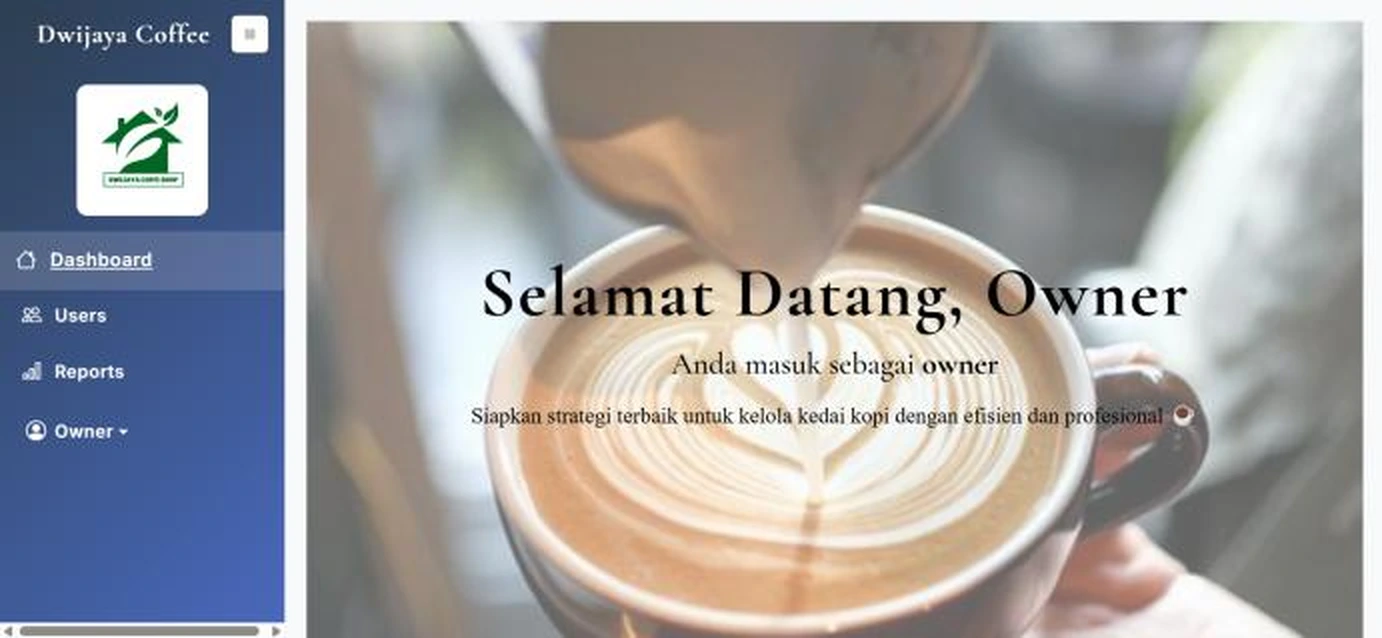 Dwijaya Coffee
Dashboard
Users
Reports
Owner
Selamat Datang, Owner
Anda masuk sebagai owner
Siapkan strategi terbaik untuk kelola kedai kopi dengan efisien dan profesional